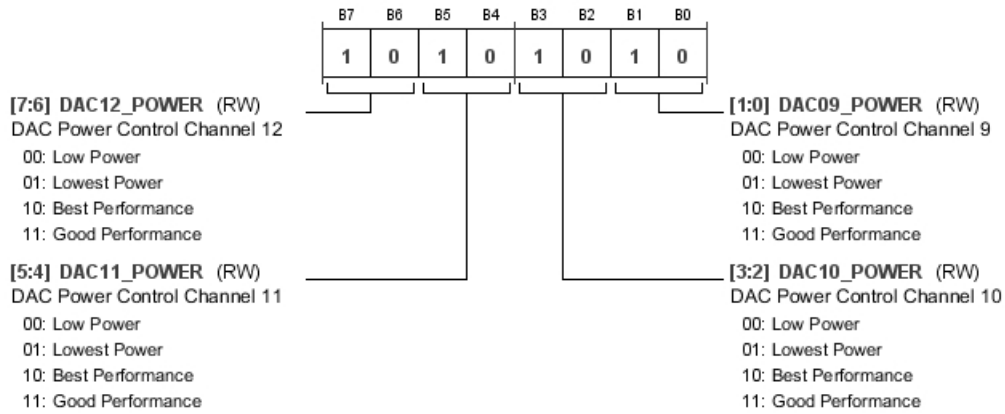 B7 B6 B5 B4 B3 B2 B1 B0
1 0 1 0 1 0 1 0
[7:6] DAC12_POWER (RW)
DAC Power Control Channel 12
00: Low Power
01: Lowest Power
10: Best Performance
11: Good Performance
[5:4] DAC11_POWER (RW)
DAC Power Control Channel 11
00: Low Power
01: Lowest Power
10: Best Performance
11: Good Performance
[1:0] DAC09_POWER (RW)
DAC Power Control Channel 9
00: Low Power
01: Lowest Power
10: Best Performance
11: Good Performance
[3:2] DAC10_POWER (RW)
DAC Power Control Channel 10
00: Low Power
01: Lowest Power
10: Best Performance
11: Good Performance